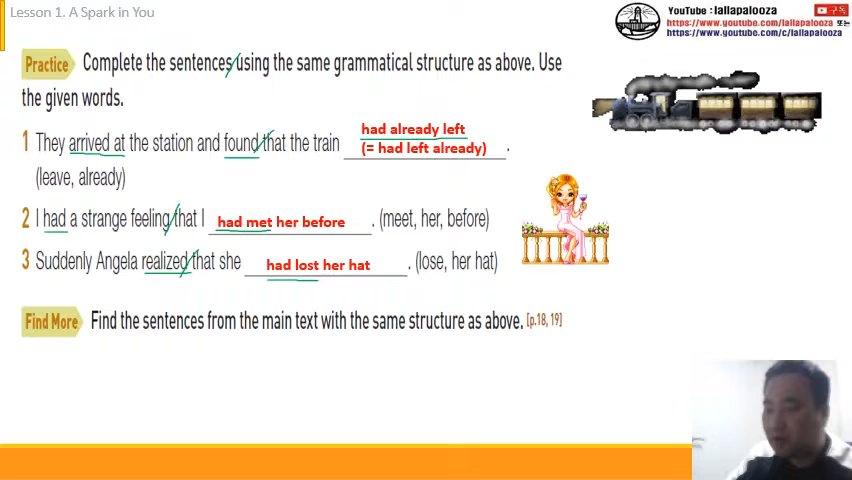 Lesson 1. A Spark in You
YouTube : lallapalooza
구독
https://www.youtube.com/lallapalooza 또는
https://www.youtube.com/c/lallapalooza
Practice Complete the sentences using the same grammatical structure as above. Use
the given words.
had already left
1 They arrived at the station and found that the train (= had left already) .
(leave, already)
2 I had a strange feeling that I had met her before . (meet, her, before)
3 Suddenly Angela realized that she had lost her hat . (lose, her hat)
Find More Find the sentences from the main text with the same structure as above. [p.18, 19]